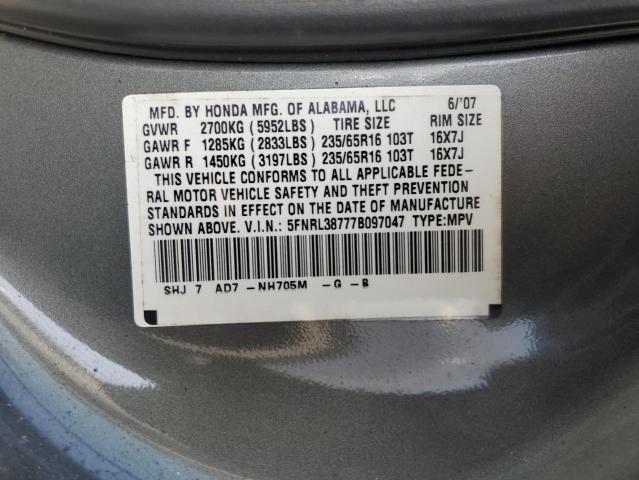 MFD. BY HONDA MFG. OF ALABAMA, LLC 6/'07
GVWR 2700KG (5952LBS) TIRE SIZE RIM SIZE
GAWR F 1285KG (2833LBS) 235/65R16 103T 16X7J
GAWR R 1450KG (3197LBS) 235/65R16 103T 16X7J
THIS VEHICLE CONFORMS TO ALL APPLICABLE FEDE-
RAL MOTOR VEHICLE SAFETY AND THEFT PREVENTION
STANDARDS IN EFFECT ON THE DATE OF MANUFACTURE
SHOWN ABOVE. V.I.N.: 5FNRL38777B097047 TYPE:MPV
SHJ 7 AD7 -NH705M -G -B